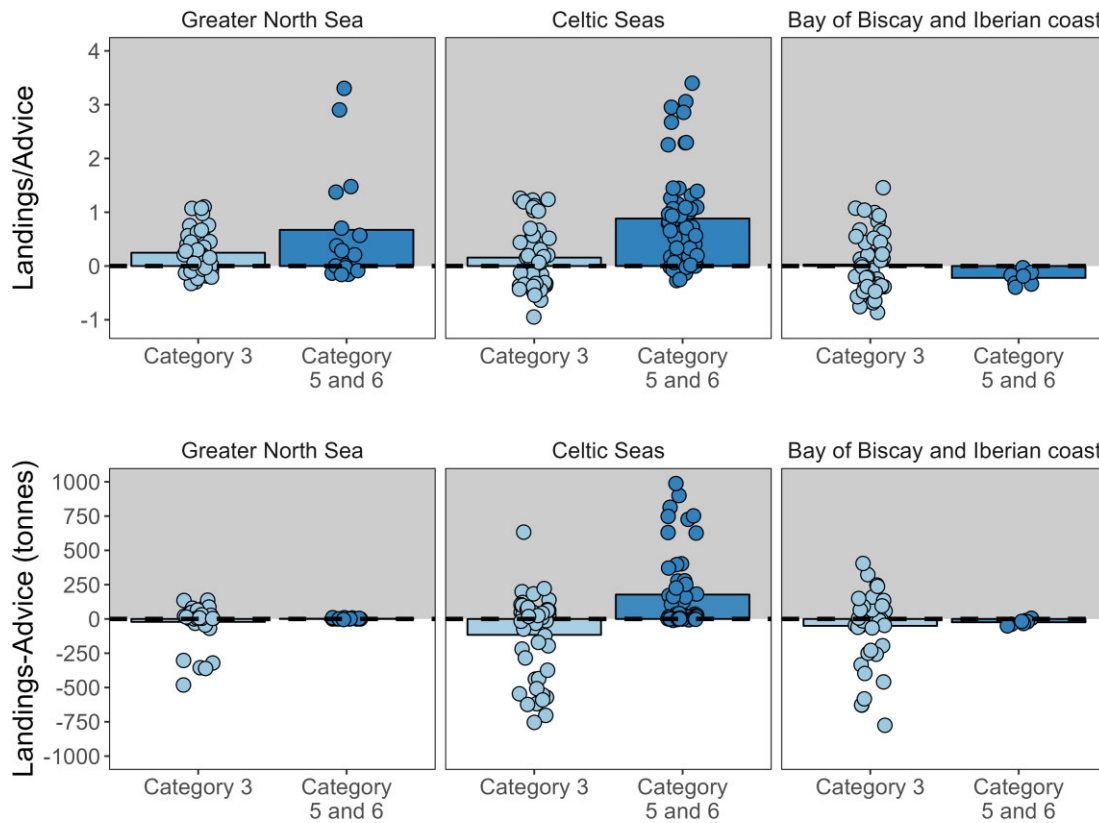 Greater North Sea
Celtic Seas
Bay of Biscay and Iberian coast
Landings/Advice
4
3
2
1
0
-1
Category 3
Category
5 and 6
Category 3
Category
5 and 6
Category 3
Category
5 and 6
Greater North Sea
Celtic Seas
Bay of Biscay and Iberian coast
Landings-Advice (tonnes)
1000
750
500
250
0
-250
-500
-750
-1000
Category 3
Category
5 and 6
Category 3
Category
5 and 6
Category 3
Category
5 and 6